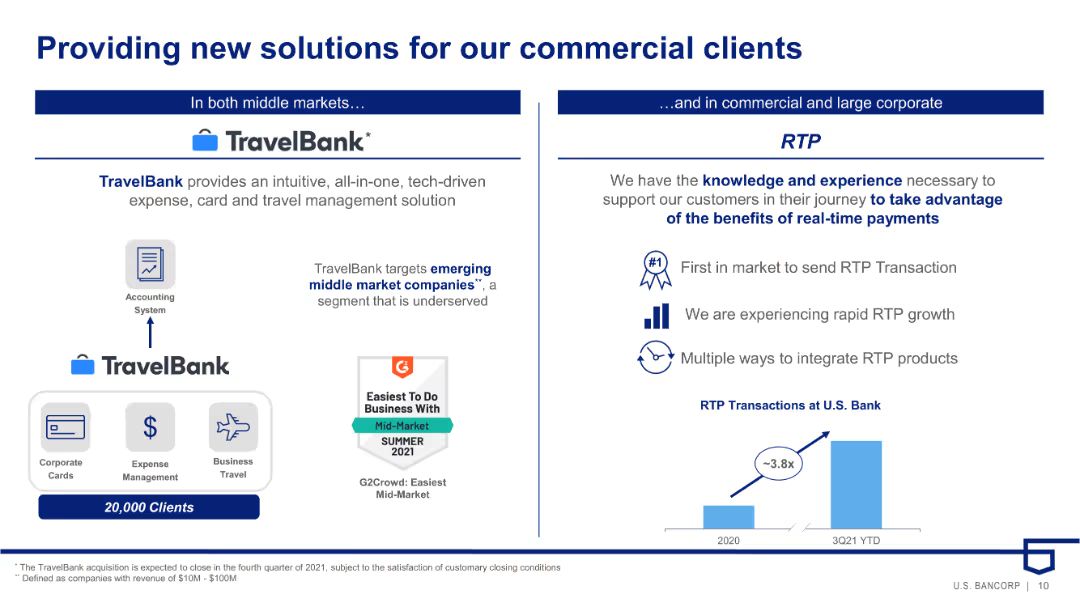 Providing new solutions for our commercial clients
In both middle markets…
TravelBank*
TravelBank provides an intuitive, all-in-one, tech-driven
expense, card and travel management solution
Accounting
System
TravelBank
Corporate
Cards
$
Expense
Management
Business
Travel
20,000 Clients
TravelBank targets emerging
middle market companies**, a
segment that is underserved
G
Easiest To Do
Business With
Mid-Market
SUMMER
2021
G2Crowd: Easiest
Mid-Market
…and in commercial and large corporate
RTP
We have the knowledge and experience necessary to
support our customers in their journey to take advantage
of the benefits of real-time payments
#1
First in market to send RTP Transaction
We are experiencing rapid RTP growth
Multiple ways to integrate RTP products
RTP Transactions at U.S. Bank
~3.8x
2020
3Q21 YTD
* The TravelBank acquisition is expected to close in the fourth quarter of 2021, subject to the satisfaction of customary closing conditions
** Defined as companies with revenue of $10M - $100M
U.S. BANCORP | 10